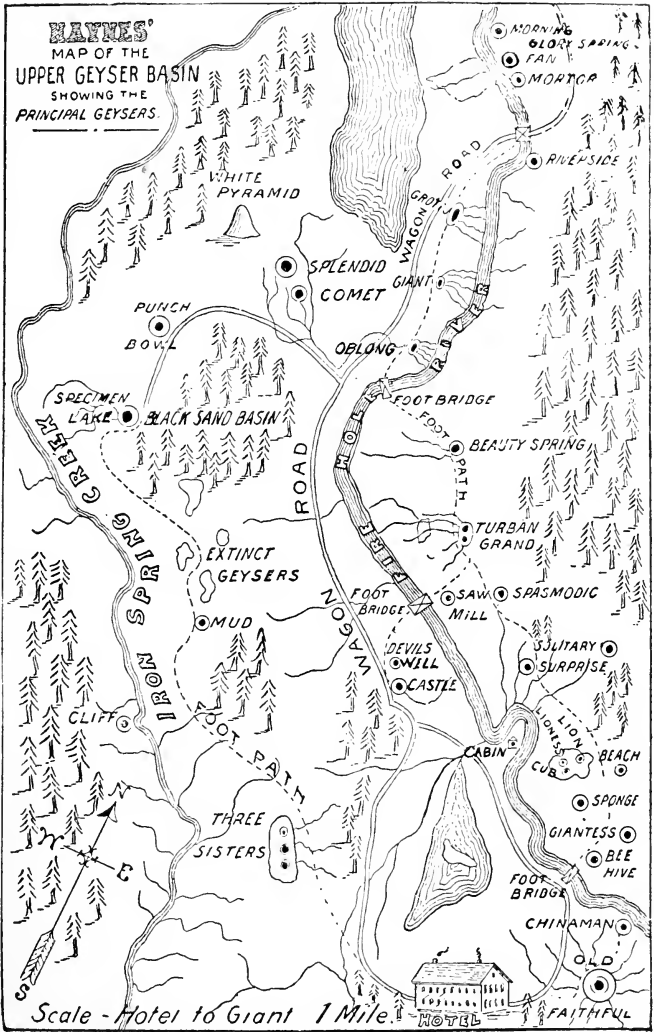 HAYNES'
MAP OF THE
UPPER GEYSER BASIN
SHOWING THE
PRINCIPAL GEYSERS.
MORNING
GLORY SPRING
FAN
MORTOR
RIVERSIDE
WAGON ROAD
GROT
WHITE
PYRAMID
SPLENDID
COMET
GIANT
PUNCH
BOWL
OBLONG
FIRE HOLE RIVER
FOOT BRIDGE
SPECIMEN
LAKE
BLACK SAND BASIN
FOOT PATH
BEAUTY SPRING
IRON SPRING CREEK
WAGON ROAD
TURBAN
GRAND
EXTINCT
GEYSERS
FOOT
BRIDGE
SAW
MILL
SPASMODIC
MUD
DEVILS
WELL
SOLITARY
SURPRISE
CASTLE
CLIFF
FOOT PATH
LION
LIONESS
CUB
CABIN
BEACH
N
W
E
S
SPONGE
THREE
SISTERS
GIANTESS
BEE
HIVE
FOOT
BRIDGE
CHINAMAN
OLD
FAITHFUL
HOTEL
Scale - Hotel to Giant 1 Mile.